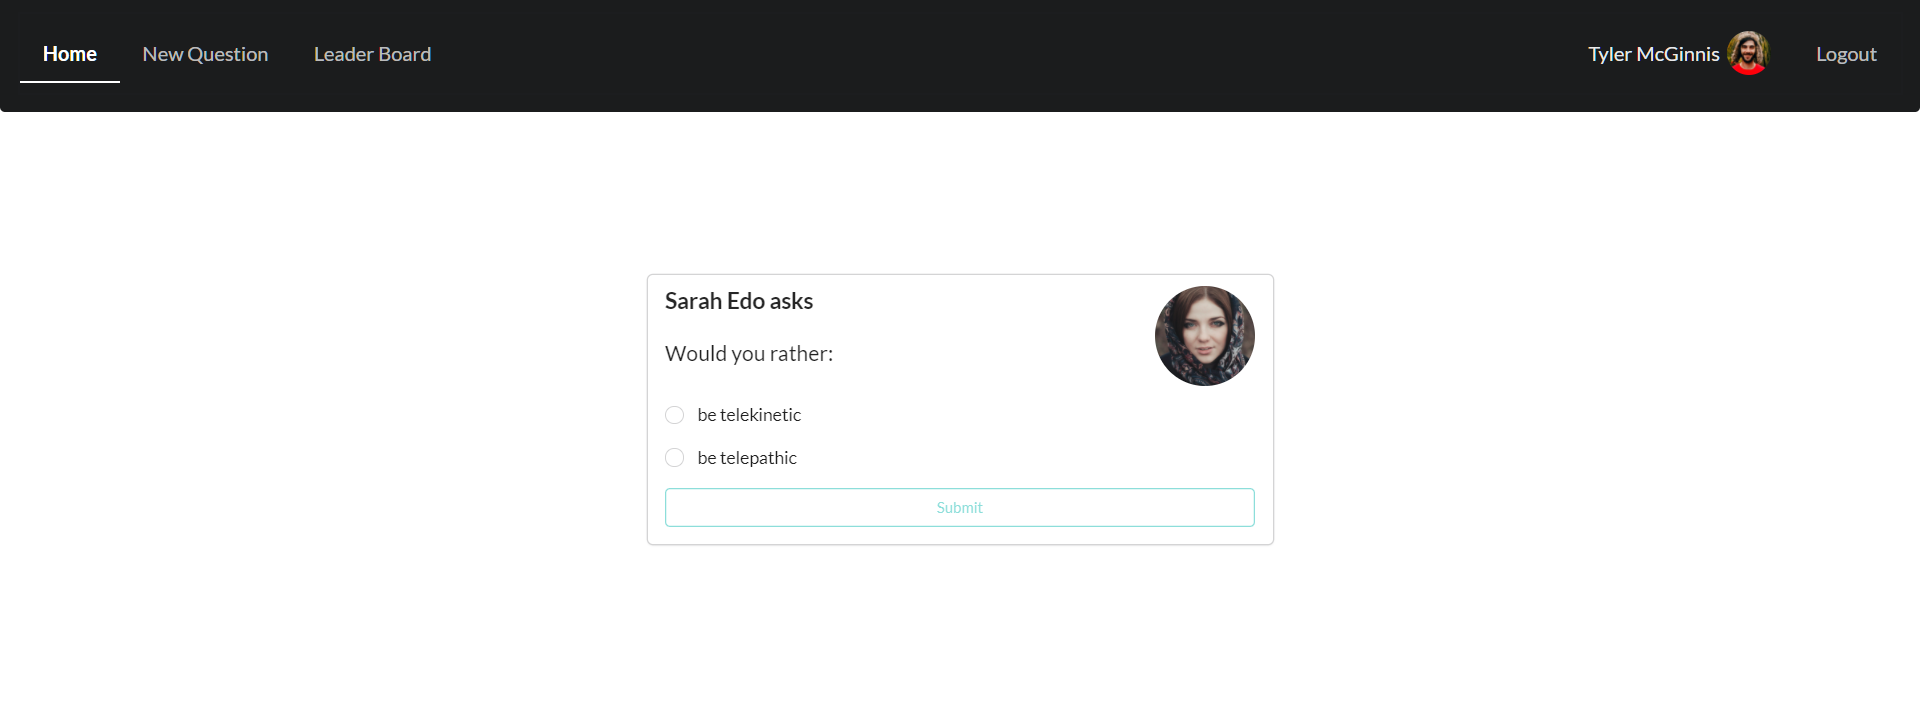 Home New Question Leader Board Tyler McGinnis Logout
Sarah Edo asks
Would you rather:
be telekinetic
be telepathic
Submit